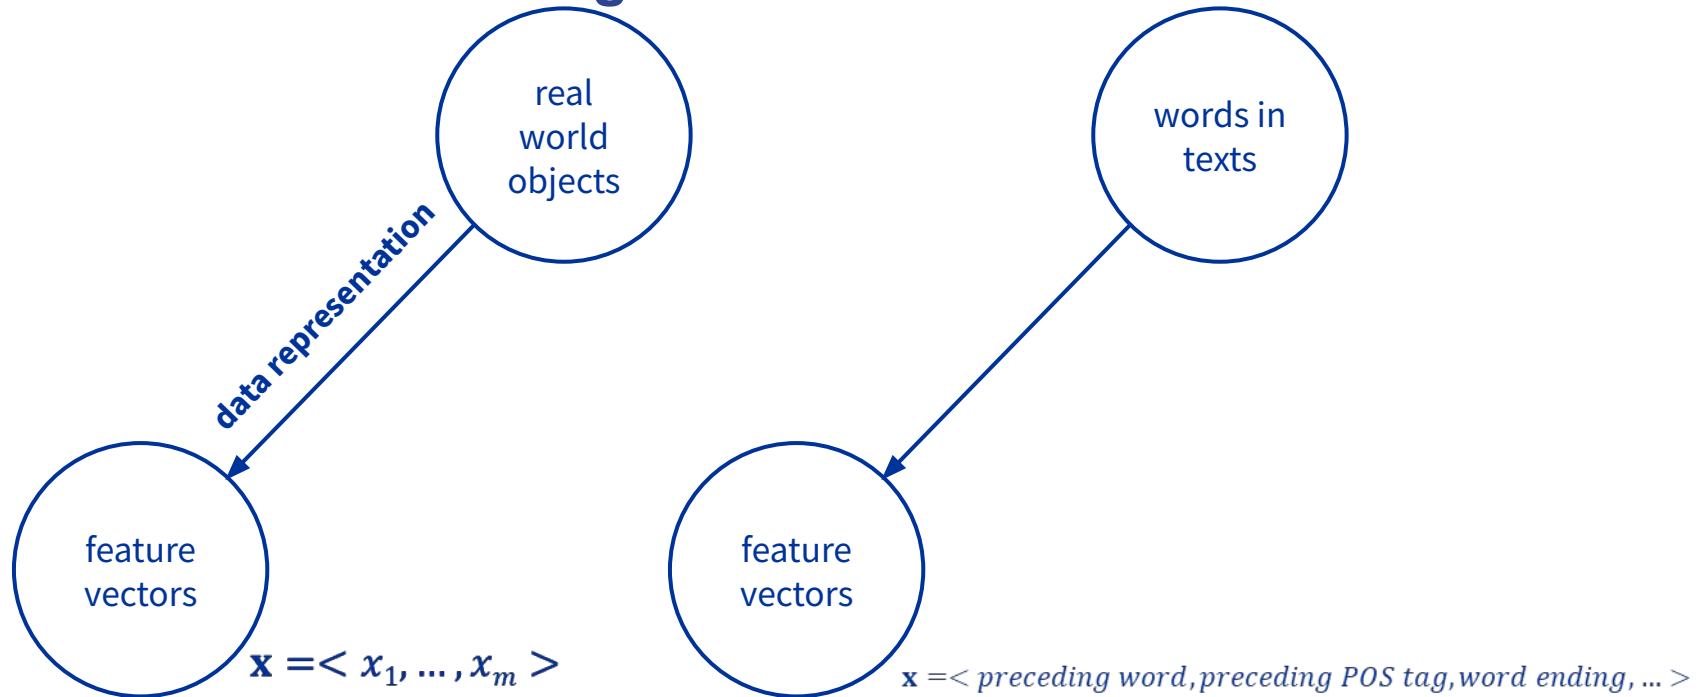 real
world
objects
words in
texts
data representation
feature
vectors
feature
vectors
x =< x₁, ... , xₘ >
x =< preceding word, preceding POS tag, word ending, ... >